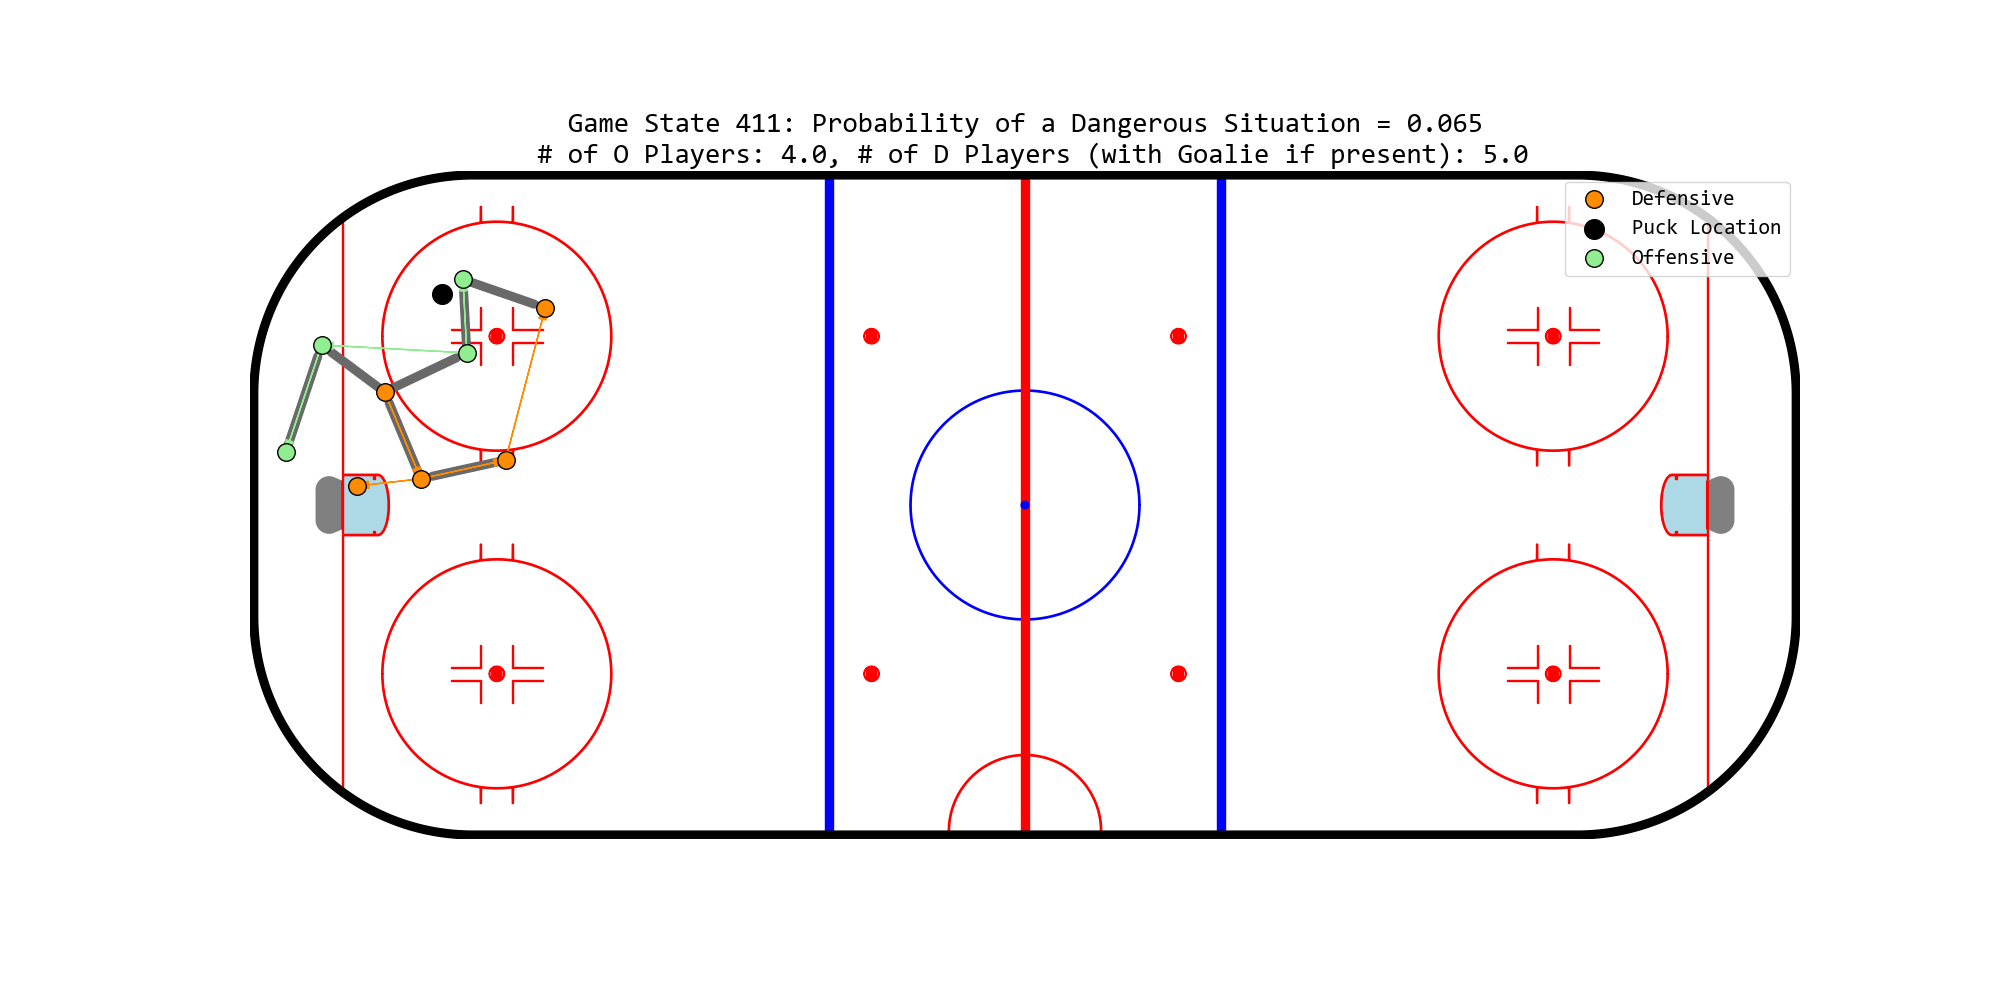 Game State 411: Probability of a Dangerous Situation = 0.065
# of O Players: 4.0, # of D Players (with Goalie if present): 5.0
Defensive
Puck Location
Offensive